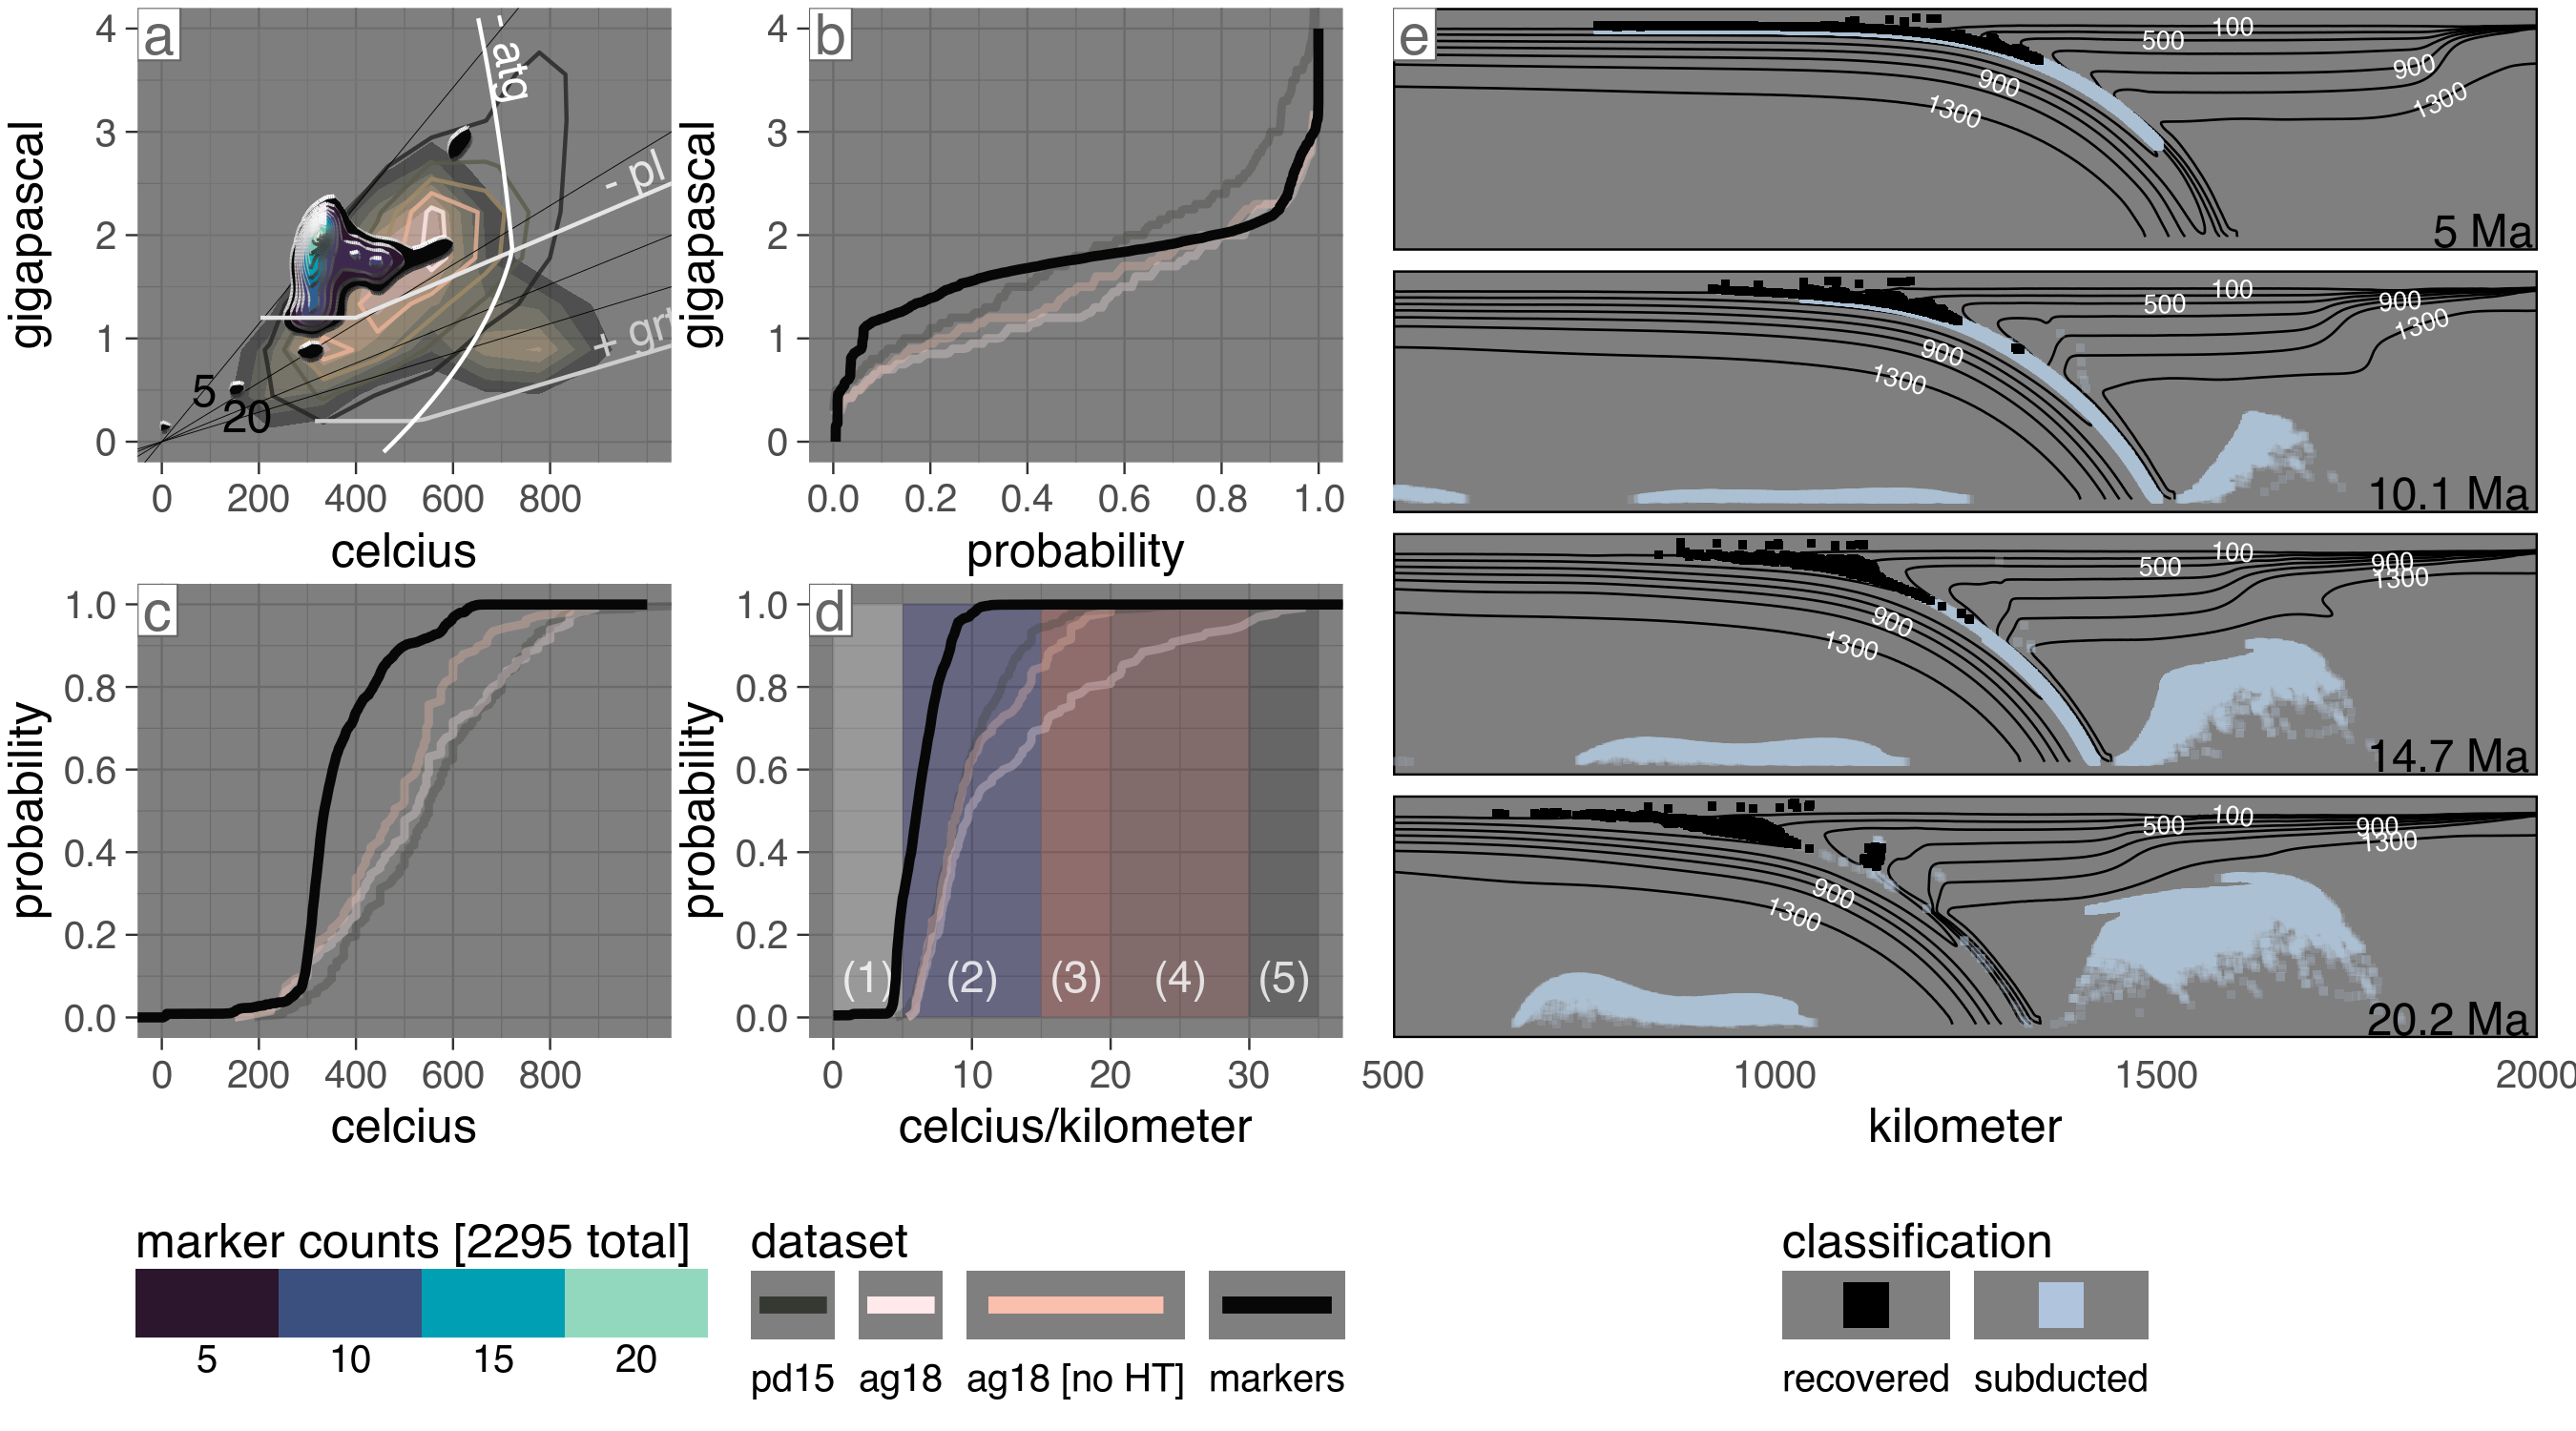 a
gigapascal
4
3
2
1
0
- atg
- pl
+ grt
5
20
0
200
400
600
800
celcius
b
gigapascal
4
3
2
1
0
0.0
0.2
0.4
0.6
0.8
1.0
probability
c
probability
1.0
0.8
0.6
0.4
0.2
0.0
0
200
400
600
800
celcius
d
probability
1.0
0.8
0.6
0.4
0.2
0.0
(1)
(2)
(3)
(4)
(5)
0
10
20
30
celcius/kilometer
e
100
500
900
1300
900
1300
5 Ma
100
500
900
1300
900
1300
10.1 Ma
100
500
900
1300
900
1300
14.7 Ma
100
500
900
1300
900
1300
20.2 Ma
500
1000
1500
2000
kilometer
marker counts [2295 total]
5
10
15
20
dataset
pd15
ag18
ag18 [no HT]
markers
classification
recovered
subducted